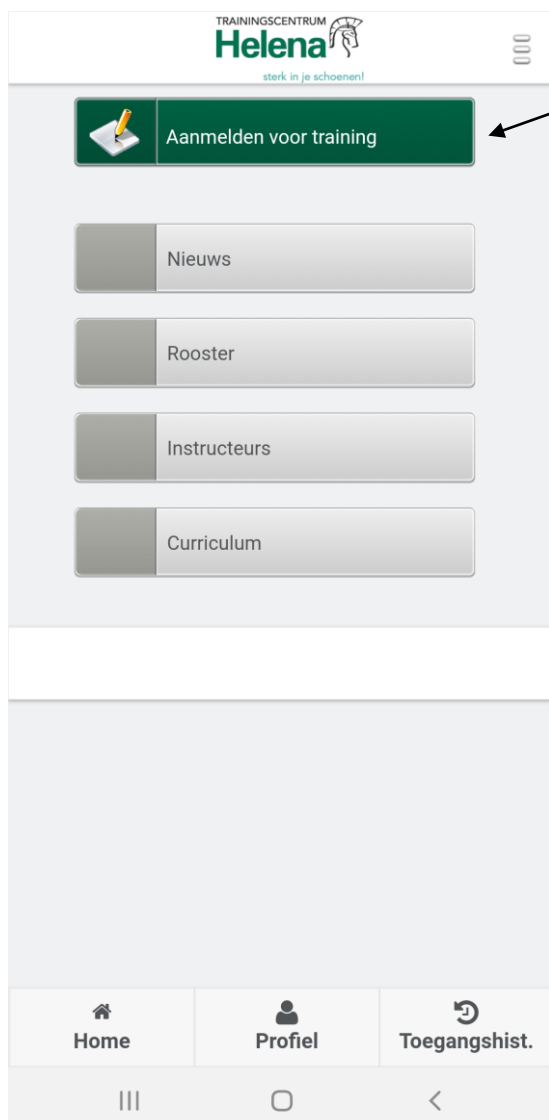 TRAININGSCENTRUM
Helena
sterk in je schoenen!
Aanmelden voor training
Nieuws
Rooster
Instructeurs
Curriculum
Home
Profiel
Toegangshist.